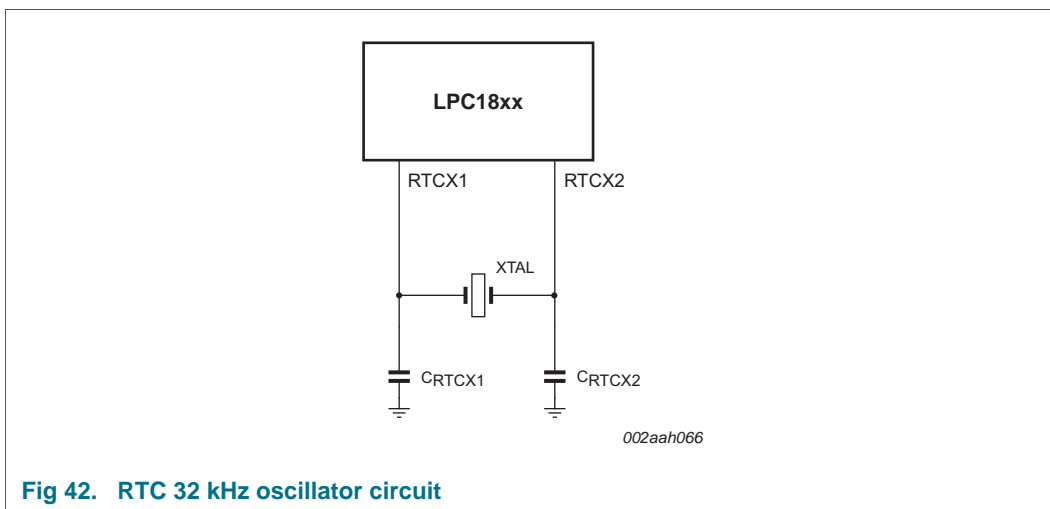 LPC18xx
RTCX1
RTCX2
XTAL
CRTCX1
CRTCX2
002aah066
Fig 42. RTC 32 kHz oscillator circuit